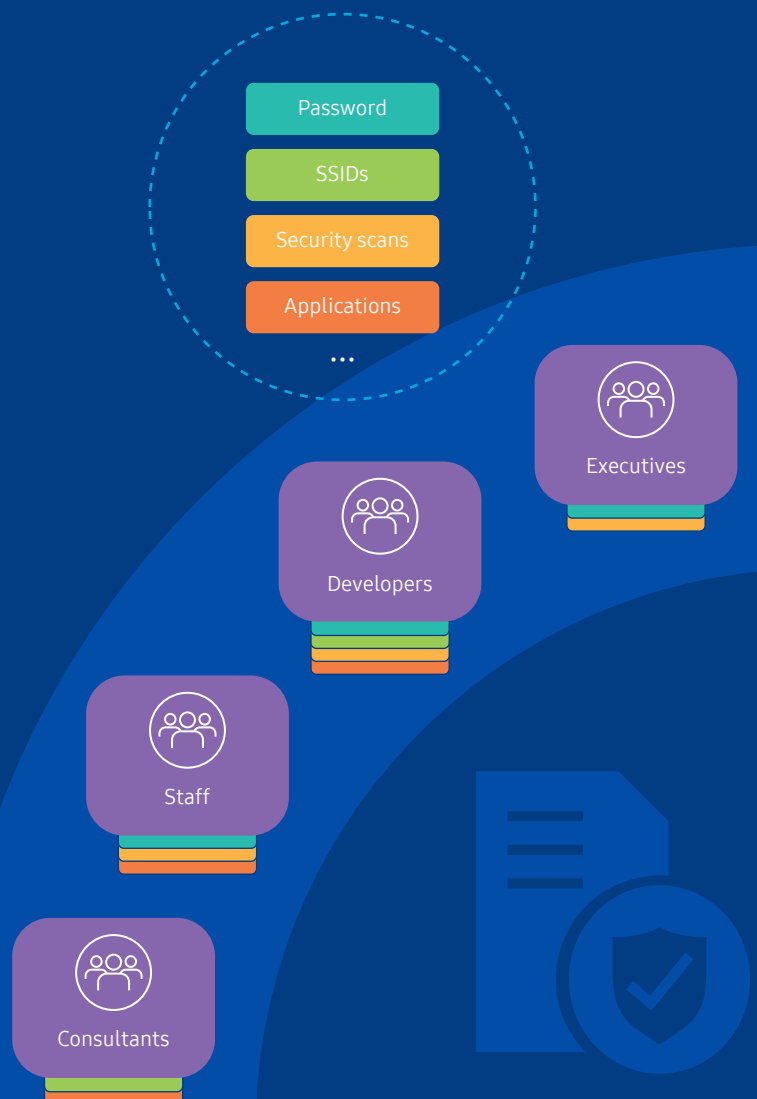 Password
SSIDs
Security scans
Applications
...
Executives
Developers
Staff
Consultants